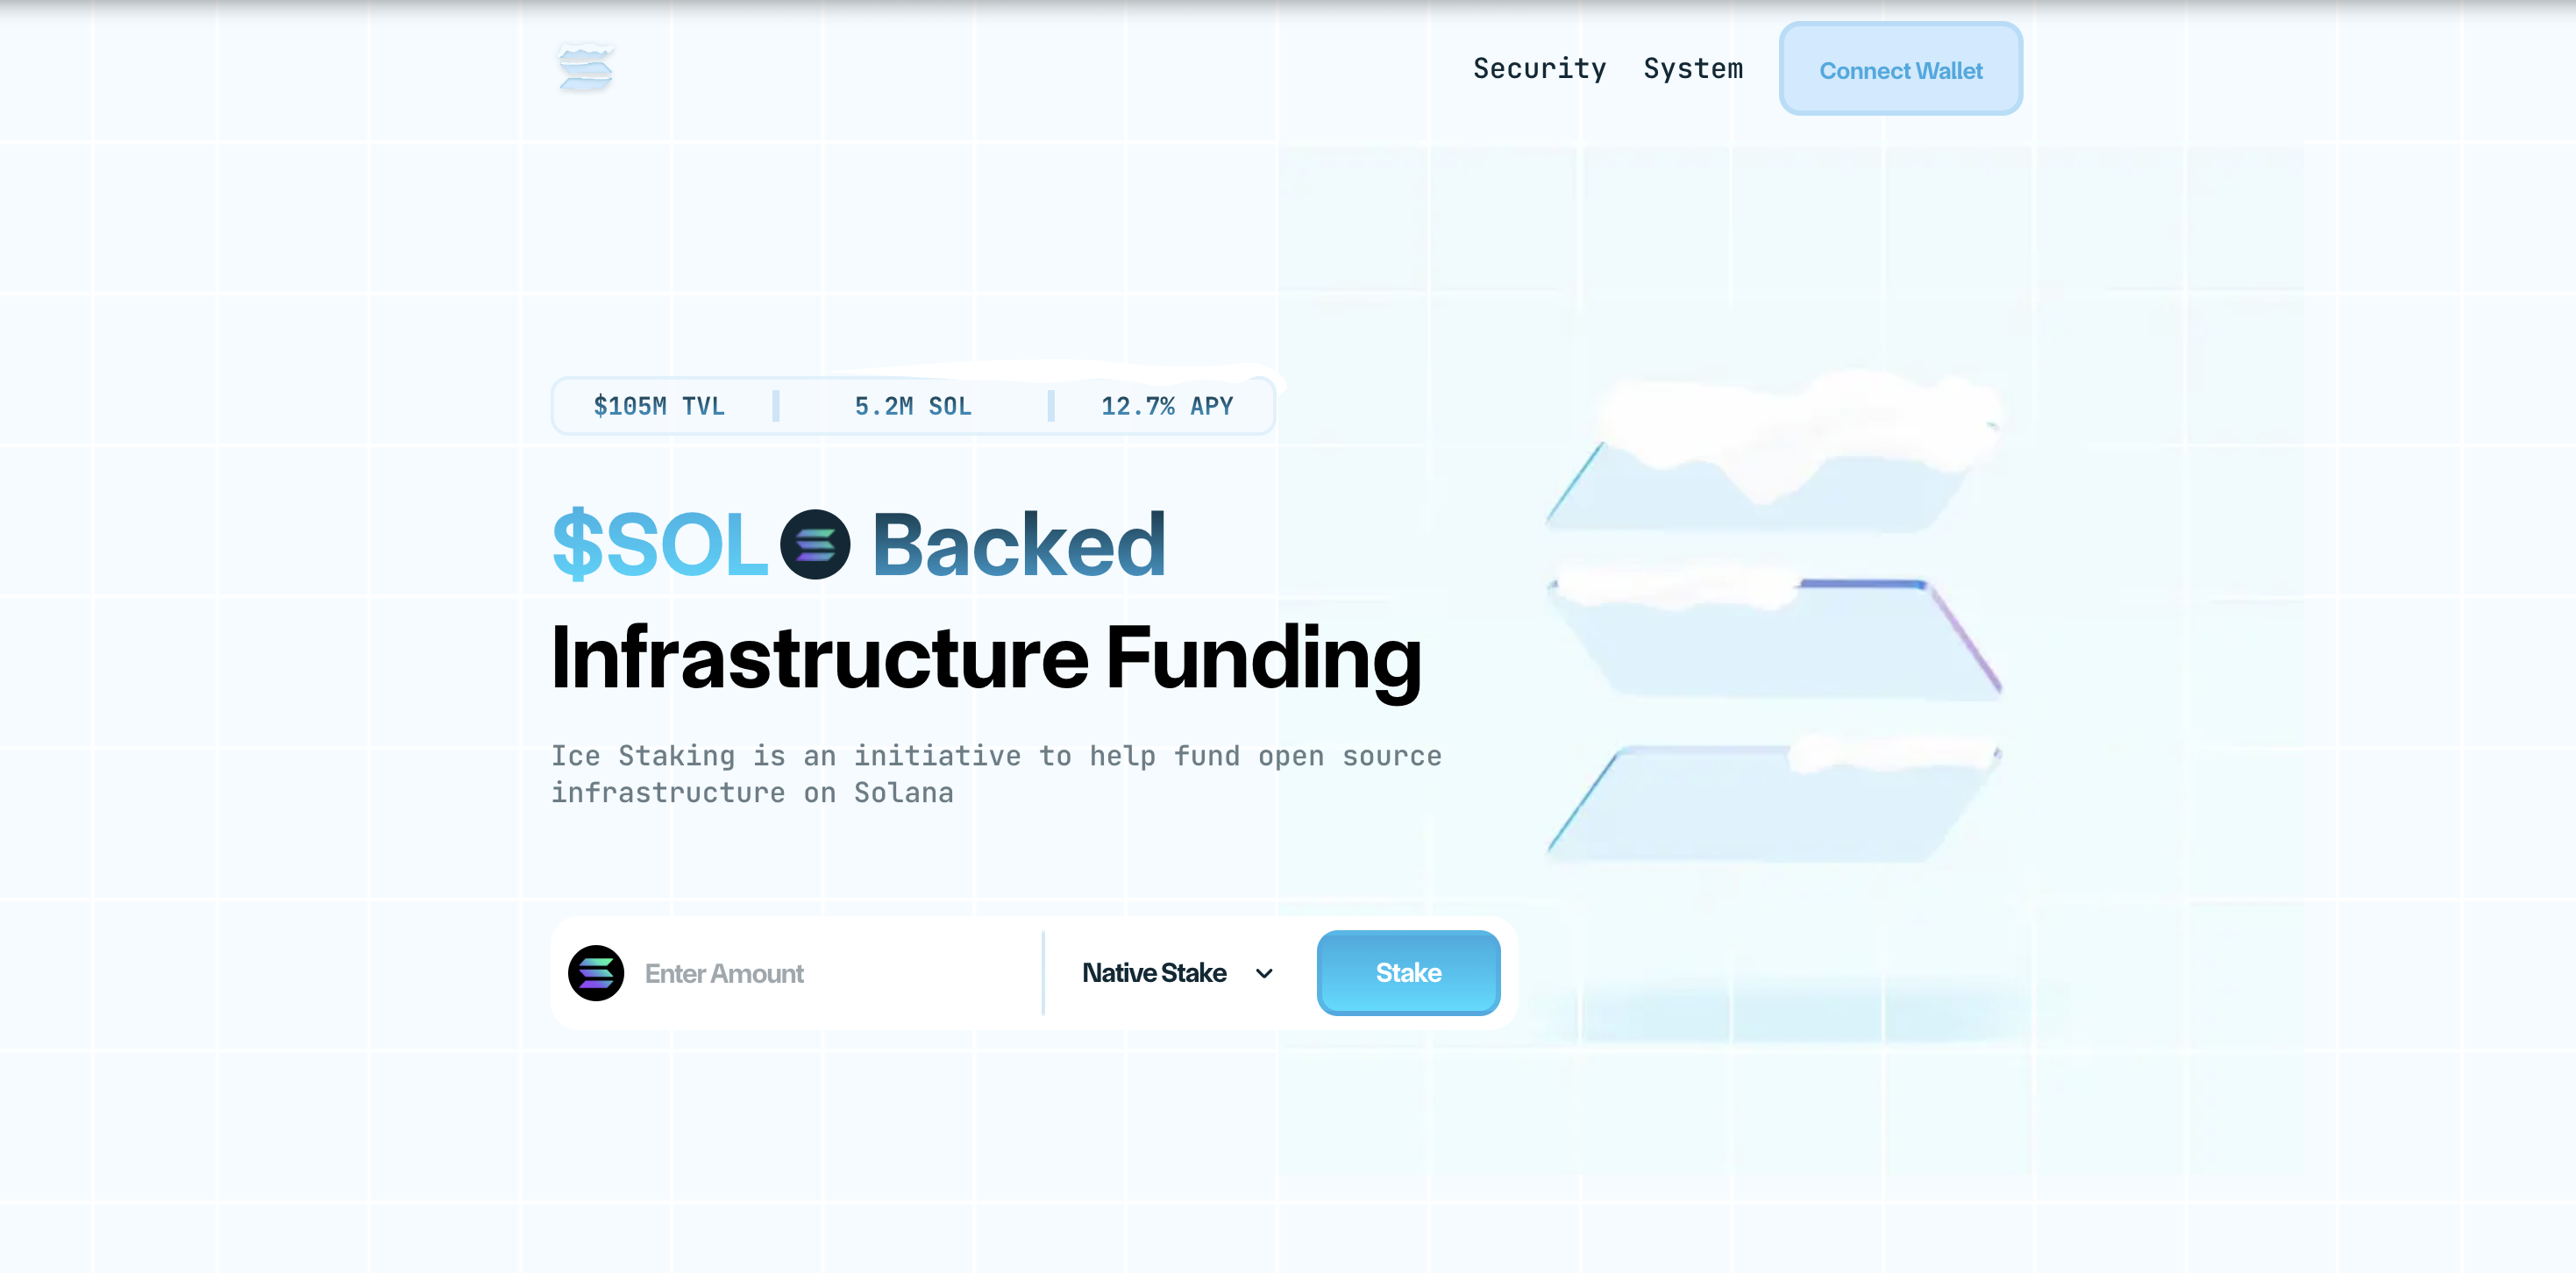 Security System Connect Wallet
$105M TVL 5.2M SOL 12.7% APY
$SOL Backed
Infrastructure Funding
Ice Staking is an initiative to help fund open source
infrastructure on Solana
Enter Amount Native Stake Stake